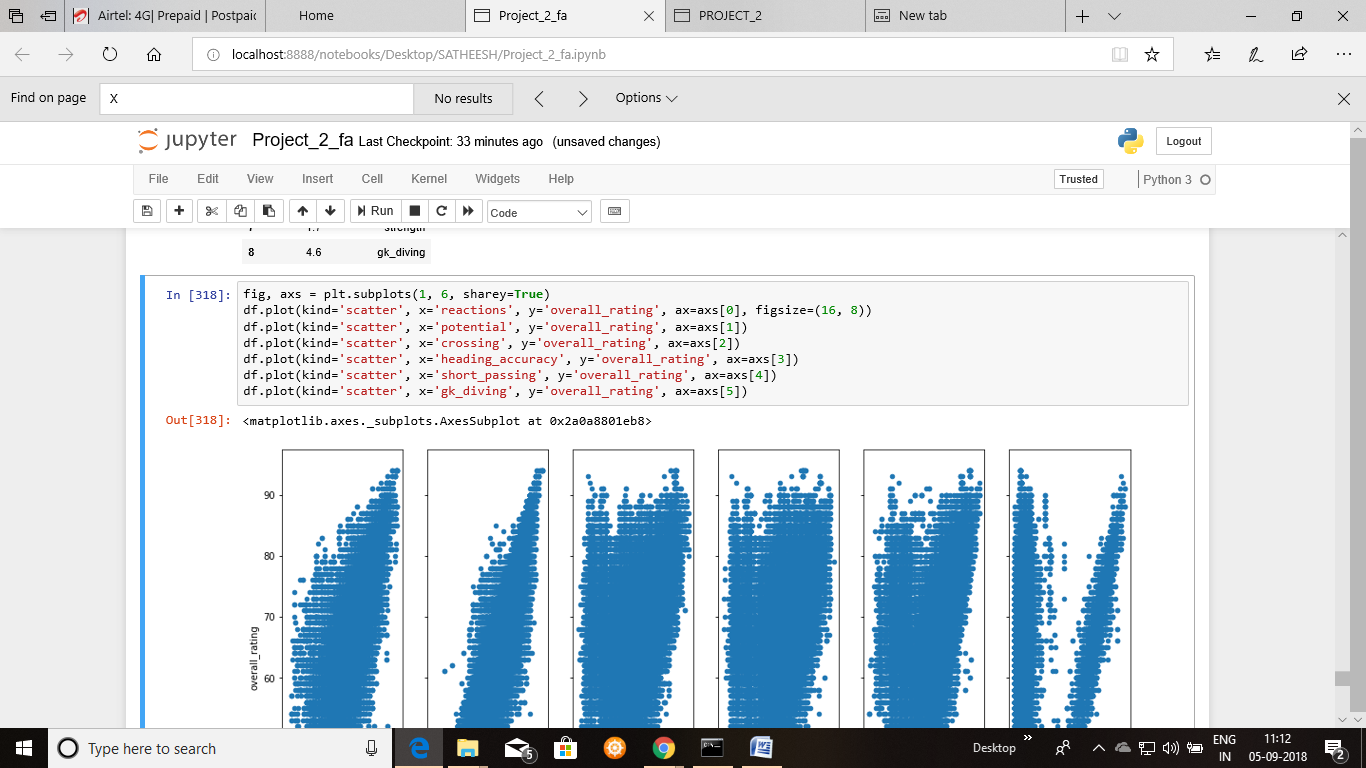 Airtel: 4G| Prepaid | Postpaid
Home
Project_2_fa
PROJECT_2
New tab
localhost:8888/notebooks/Desktop/SATHEESH/Project_2_fa.ipynb
Find on page
X
No results
Options
jupyter
Project_2_fa Last Checkpoint: 33 minutes ago (unsaved changes)
Logout
File Edit View Insert Cell Kernel Widgets Help
Trusted
Python 3
Run
Code
strength
8 4.6 gk_diving
In [318]:
fig, axs = plt.subplots(1, 6, sharey=True)
df.plot(kind='scatter', x='reactions', y='overall_rating', ax=axs[0], figsize=(16, 8))
df.plot(kind='scatter', x='potential', y='overall_rating', ax=axs[1])
df.plot(kind='scatter', x='crossing', y='overall_rating', ax=axs[2])
df.plot(kind='scatter', x='heading_accuracy', y='overall_rating', ax=axs[3])
df.plot(kind='scatter', x='short_passing', y='overall_rating', ax=axs[4])
df.plot(kind='scatter', x='gk_diving', y='overall_rating', ax=axs[5])
Out[318]: <matplotlib.axes._subplots.AxesSubplot at 0x2a0a8801eb8>
90
80
70
60
overall_rating
Type here to search
5
Desktop
ENG
IN
11:12
05-09-2018
2